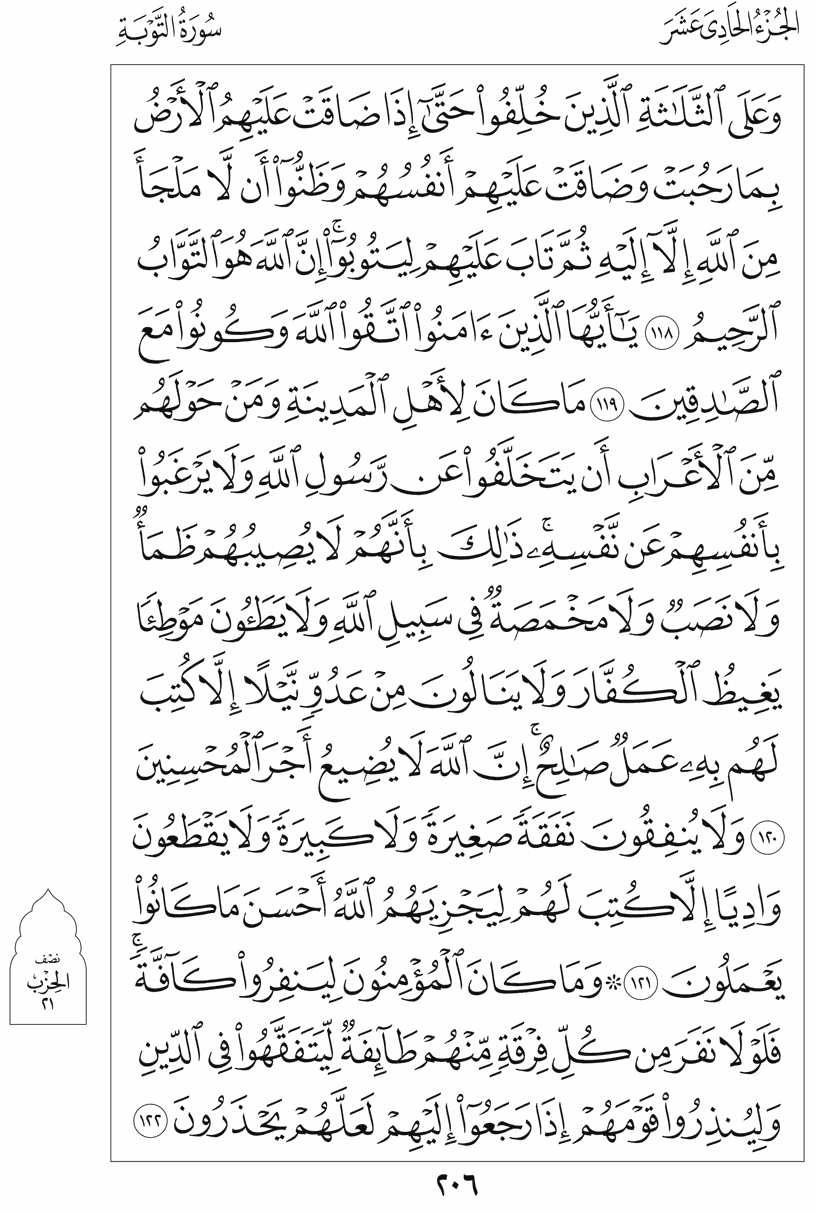 الجُزْءُ الحَادِىَ عَشَرَ
سُورَةُ التَّوْبَةِ
وَعَلَى ٱلثَّلَٰثَةِ ٱلَّذِينَ خُلِّفُوا۟ حَتَّىٰٓ إِذَا ضَاقَتْ عَلَيْهِمُ ٱلْأَرْضُ
بِمَا رَحُبَتْ وَضَاقَتْ عَلَيْهِمْ أَنفُسُهُمْ وَظَنُّوٓا۟ أَن لَّا مَلْجَأَ
مِنَ ٱللَّهِ إِلَّآ إِلَيْهِ ثُمَّ تَابَ عَلَيْهِمْ لِيَتُوبُوٓا۟ ۚ إِنَّ ٱللَّهَ هُوَ ٱلتَّوَّابُ
ٱلرَّحِيمُ ١١٨ يَٰٓأَيُّهَا ٱلَّذِينَ ءَامَنُوا۟ ٱتَّقُوا۟ ٱللَّهَ وَكُونُوا۟ مَعَ
ٱلصَّٰدِقِينَ ١١٩ مَا كَانَ لِأَهْلِ ٱلْمَدِينَةِ وَمَنْ حَوْلَهُم
مِّنَ ٱلْأَعْرَابِ أَن يَتَخَلَّفُوا۟ عَن رَّسُولِ ٱللَّهِ وَلَا يَرْغَبُوا۟
بِأَنفُسِهِمْ عَن نَّفْسِهِۦ ۚ ذَٰلِكَ بِأَنَّهُمْ لَا يُصِيبُهُمْ ظَمَأٌ
وَلَا نَصَبٌ وَلَا مَخْمَصَةٌ فِى سَبِيلِ ٱللَّهِ وَلَا يَطَـُٔونَ مَوْطِئًا
يَغِيظُ ٱلْكُفَّارَ وَلَا يَنَالُونَ مِنْ عَدُوٍّ نَّيْلًا إِلَّا كُتِبَ
لَهُم بِهِۦ عَمَلٌ صَٰلِحٌ ۚ إِنَّ ٱللَّهَ لَا يُضِيعُ أَجْرَ ٱلْمُحْسِنِينَ
١٢٠ وَلَا يُنفِقُونَ نَفَقَةً صَغِيرَةً وَلَا كَبِيرَةً وَلَا يَقْطَعُونَ
وَادِيًا إِلَّا كُتِبَ لَهُمْ لِيَجْزِيَهُمُ ٱللَّهُ أَحْسَنَ مَا كَانُوا۟
يَعْمَلُونَ ١٢١ ۞ وَمَا كَانَ ٱلْمُؤْمِنُونَ لِيَنفِرُوا۟ كَآفَّةً ۚ
فَلَوْلَا نَفَرَ مِن كُلِّ فِرْقَةٍ مِّنْهُمْ طَآئِفَةٌ لِّيَتَفَقَّهُوا۟ فِى ٱلدِّينِ
وَلِيُنذِرُوا۟ قَوْمَهُمْ إِذَا رَجَعُوٓا۟ إِلَيْهِمْ لَعَلَّهُمْ يَحْذَرُونَ ١٢٢
نصْف
الحِزْب
٢١
٢٠٦